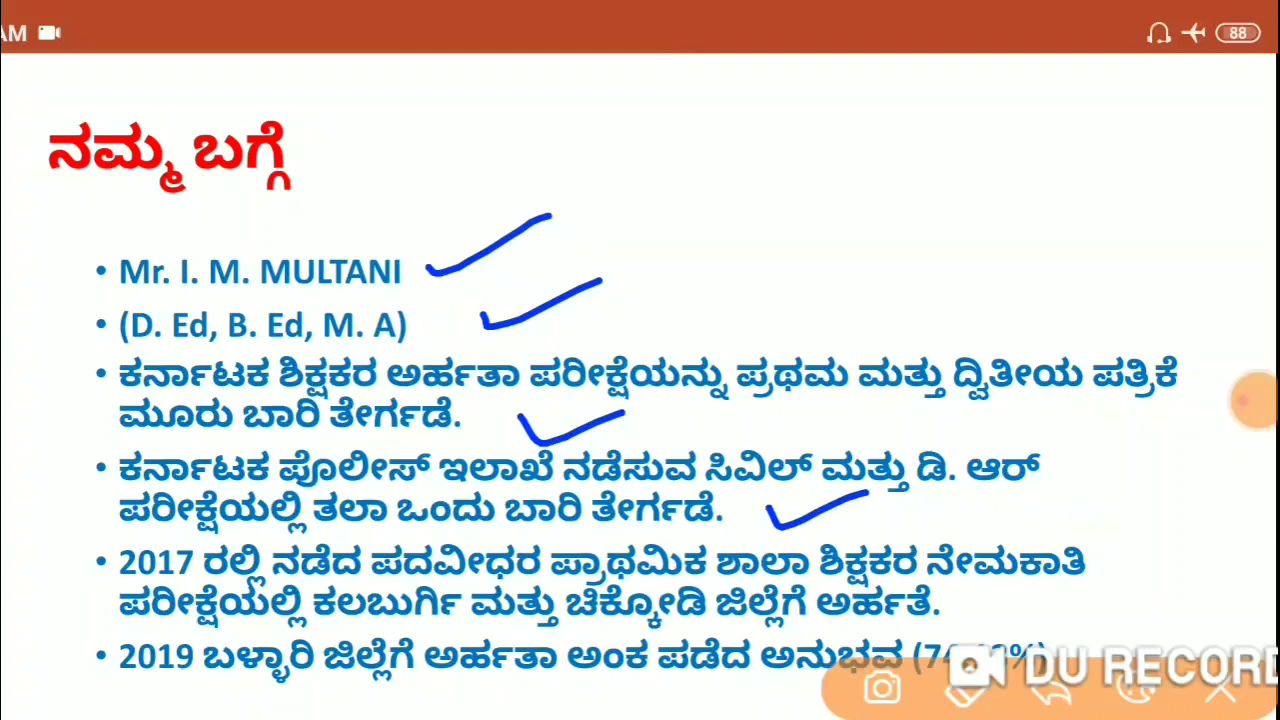 AM
88
ನಮ್ಮ ಬಗ್ಗೆ
• Mr. I. M. MULTANI
• (D. Ed, B. Ed, M. A)
• ಕರ್ನಾಟಕ ಶಿಕ್ಷಕರ ಅರ್ಹತಾ ಪರೀಕ್ಷೆಯನ್ನು ಪ್ರಥಮ ಮತ್ತು ದ್ವಿತೀಯ ಪತ್ರಿಕೆ
ಮೂರು ಬಾರಿ ತೇರ್ಗಡೆ.
• ಕರ್ನಾಟಕ ಪೊಲೀಸ್ ಇಲಾಖೆ ನಡೆಸುವ ಸಿವಿಲ್ ಮತ್ತು ಡಿ. ಆರ್
ಪರೀಕ್ಷೆಯಲ್ಲಿ ತಲಾ ಒಂದು ಬಾರಿ ತೇರ್ಗಡೆ.
• 2017 ರಲ್ಲಿ ನಡೆದ ಪದವೀಧರ ಪ್ರಾಥಮಿಕ ಶಾಲಾ ಶಿಕ್ಷಕರ ನೇಮಕಾತಿ
ಪರೀಕ್ಷೆಯಲ್ಲಿ ಕಲಬುರ್ಗಿ ಮತ್ತು ಚಿಕ್ಕೋಡಿ ಜಿಲ್ಲೆಗೆ ಅರ್ಹತೆ.
• 2019 ಬಳ್ಳಾರಿ ಜಿಲ್ಲೆಗೆ ಅರ್ಹತಾ ಅಂಕ ಪಡೆದ ಅನುಭವ
DU RECORD